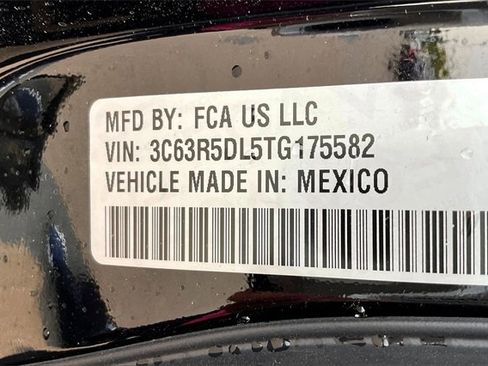 MFD BY: FCA US LLC
VIN: 3C63R5DL5TG175582
VEHICLE MADE IN: MEXICO